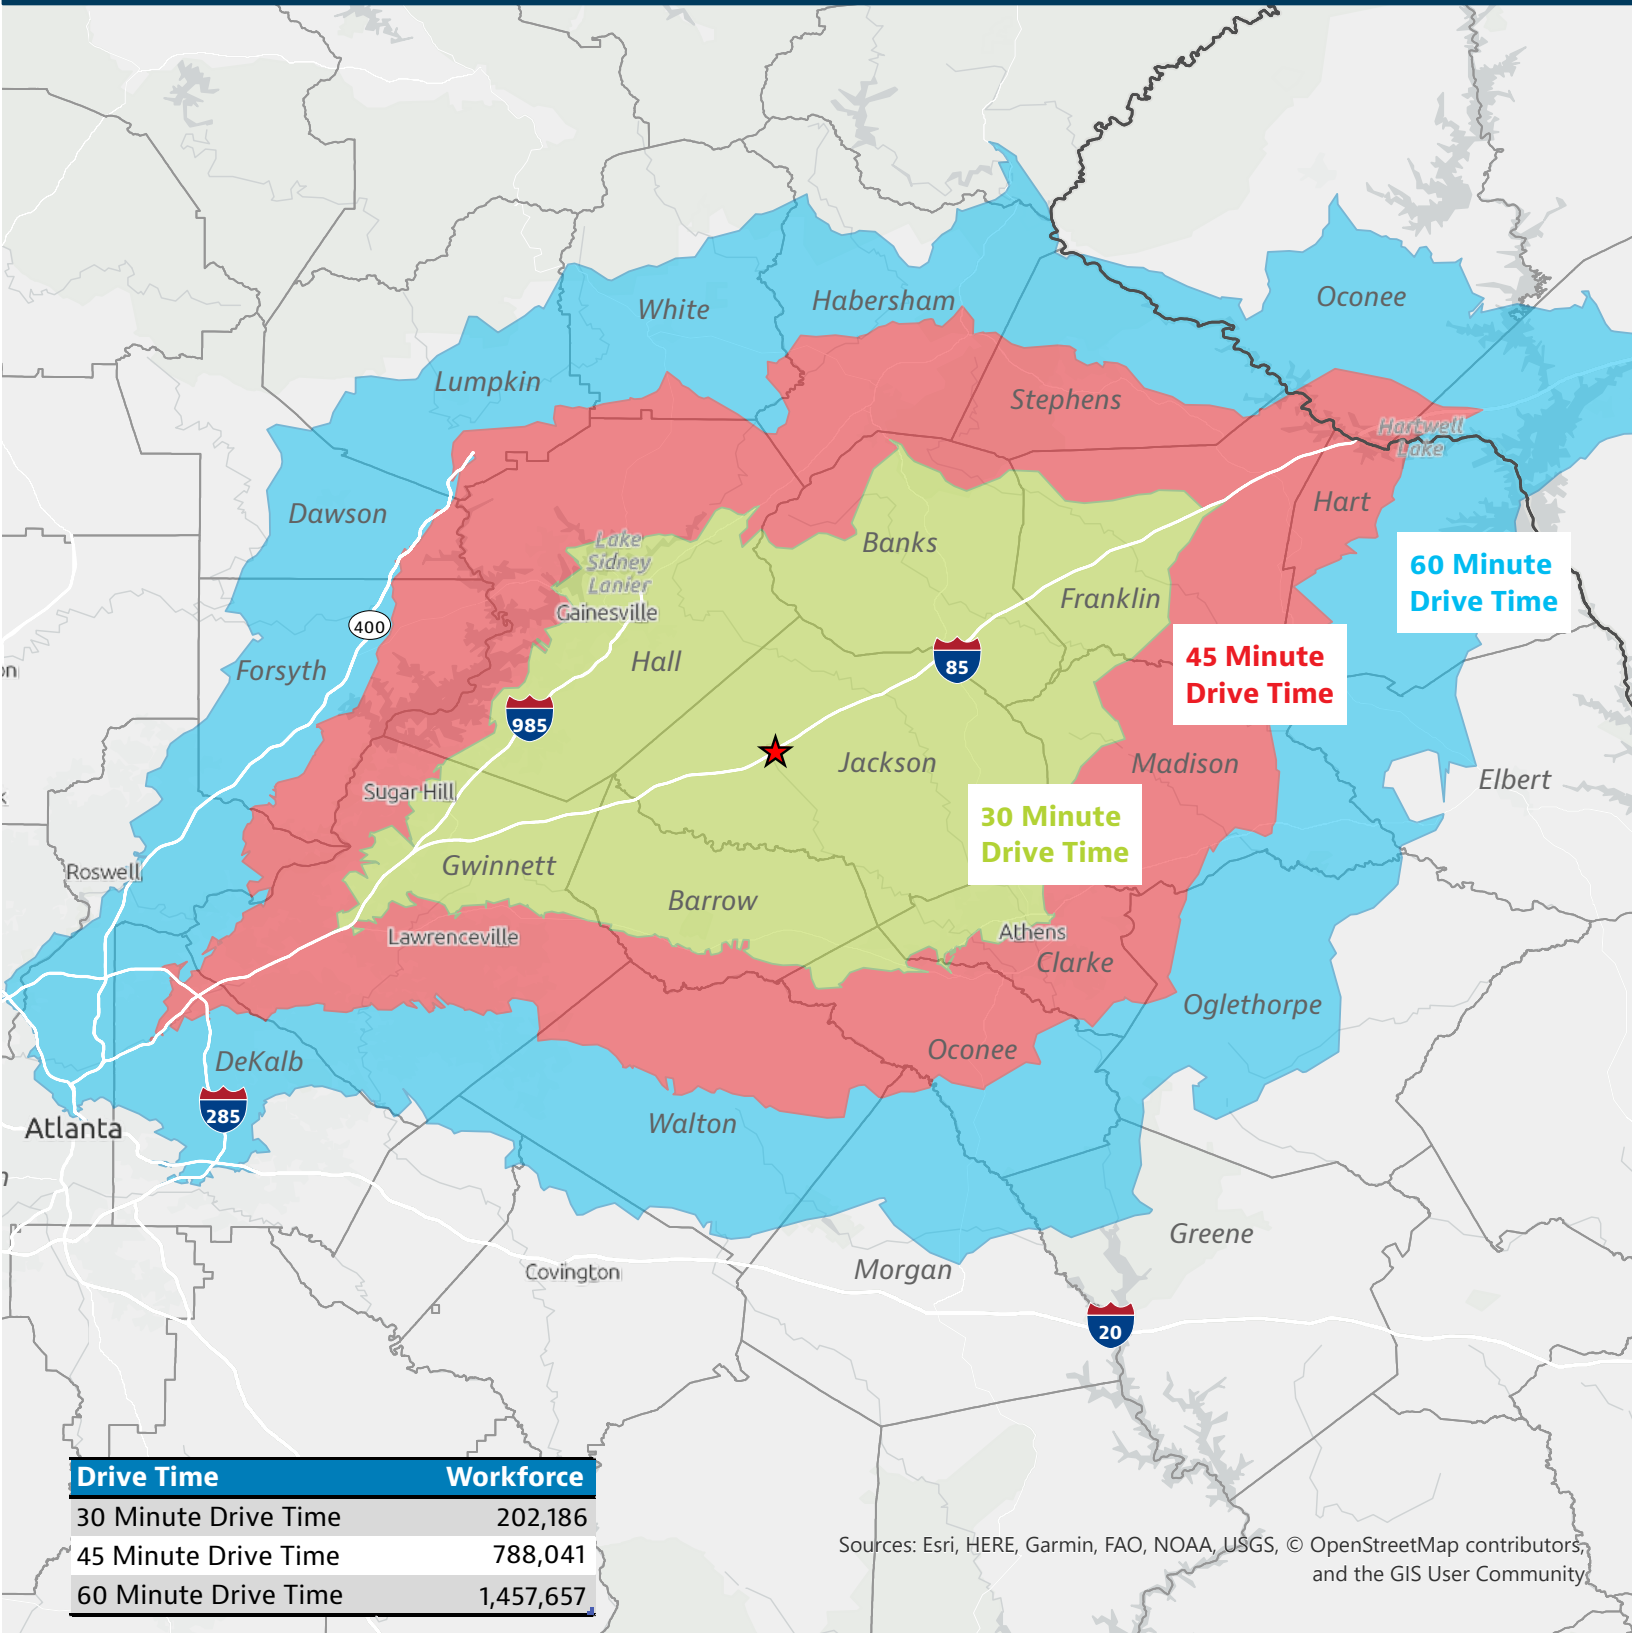 White
Habersham
Oconee
Lumpkin
Stephens
Hartwell
Lake
Dawson
Hart
Lake
Sidney
Lanier
Banks
60 Minute
Drive Time
Gainesville
Franklin
400
Forsyth
Hall
85
45 Minute
Drive Time
985
Jackson
Madison
Elbert
Sugar Hill
30 Minute
Drive Time
Roswell
Gwinnett
Barrow
Lawrenceville
Athens
Clarke
Oglethorpe
Oconee
DeKalb
285
Atlanta
Walton
Greene
Covington
Morgan
20
Drive Time Workforce
30 Minute Drive Time 202,186
45 Minute Drive Time 788,041
60 Minute Drive Time 1,457,657
Sources: Esri, HERE, Garmin, FAO, NOAA, USGS, © OpenStreetMap contributors,
and the GIS User Community